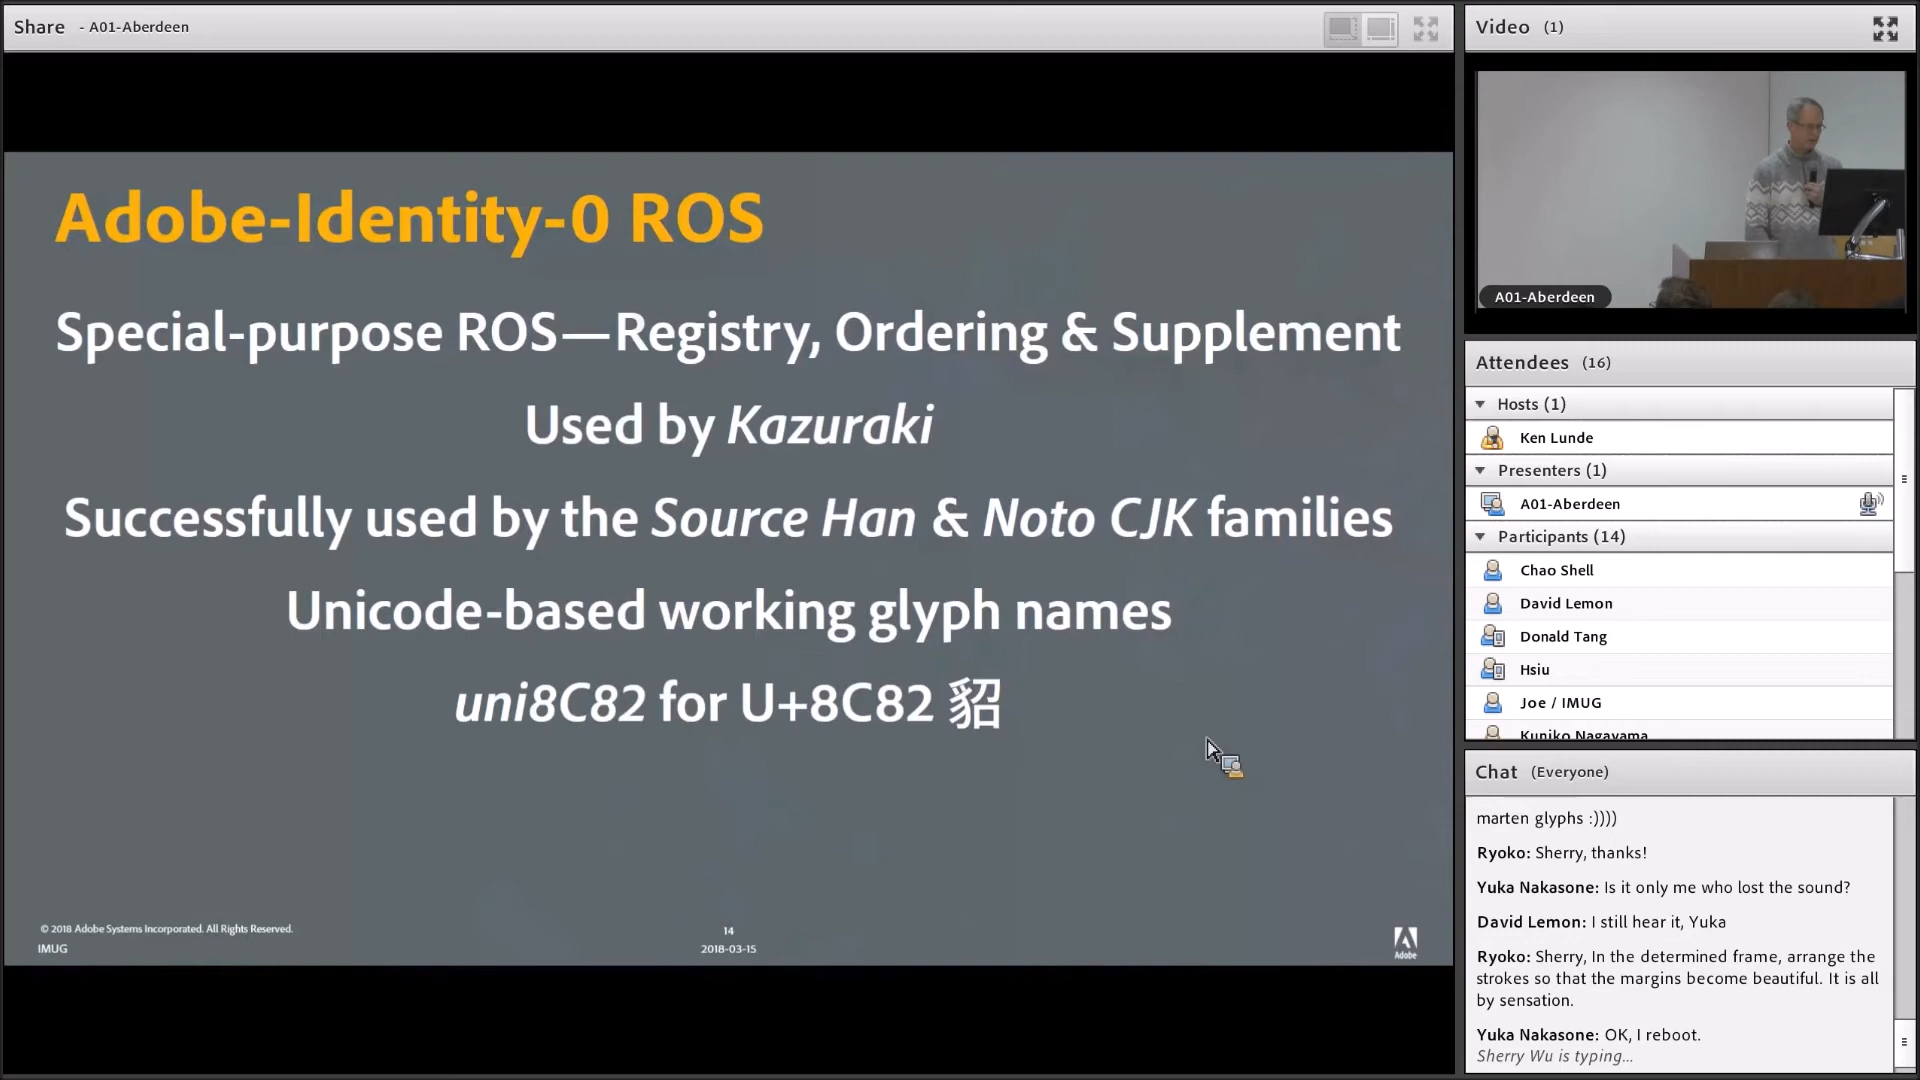 Share - A01-Aberdeen
Adobe-Identity-0 ROS
Special-purpose ROS—Registry, Ordering & Supplement
Used by Kazuraki
Successfully used by the Source Han & Noto CJK families
Unicode-based working glyph names
uni8C82 for U+8C82 貂
© 2018 Adobe Systems Incorporated. All Rights Reserved.
IMUG
14
2018-03-15
Adobe
Video (1)
A01-Aberdeen
Attendees (16)
Hosts (1)
Ken Lunde
Presenters (1)
A01-Aberdeen
Participants (14)
Chao Shell
David Lemon
Donald Tang
Hsiu
Joe / IMUG
Kuniko Nagayama
Chat (Everyone)
marten glyphs :))))
Ryoko: Sherry, thanks!
Yuka Nakasone: Is it only me who lost the sound?
David Lemon: I still hear it, Yuka
Ryoko: Sherry, In the determined frame, arrange the
strokes so that the margins become beautiful. It is all
by sensation.
Yuka Nakasone: OK, I reboot.
Sherry Wu is typing...